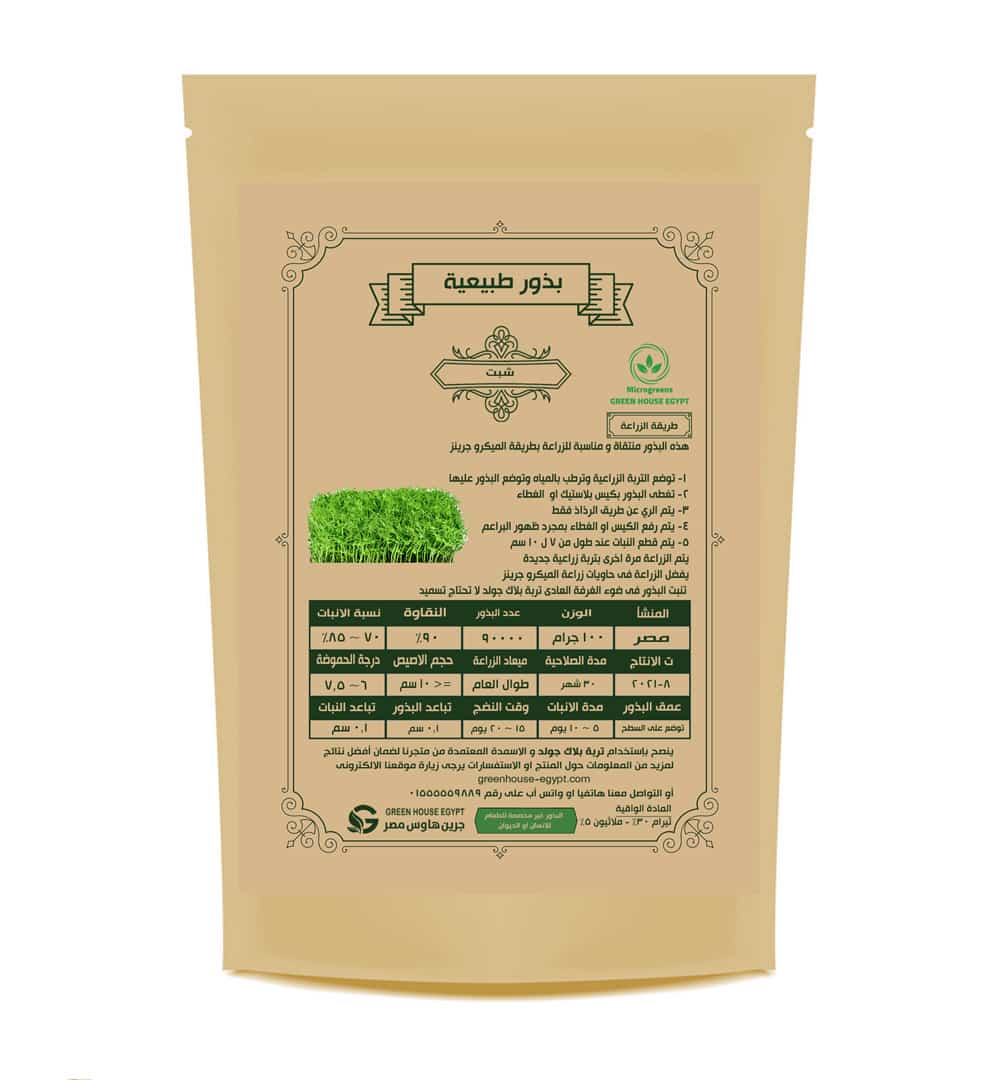 بذور طبيعية
شبت
Microgreens
GREEN HOUSE EGYPT
طريقة الزراعة
هذه البذور منتقاة و مناسبة للزراعة بطريقة الميكرو جرينز
١- توضع التربة الزراعية وترطب بالمياه وتوضع البذور عليها
٢- تغطى البذور بكيس بلاستيك او الغطاء
٣- يتم الري عن طريق الرذاذ فقط
٤- يتم رفع الكيس او الغطاء بمجرد ظهور البراعم
٥- يتم قطع النبات عند طول من ٧ ل ١٠ سم
يتم الزراعة مرة اخرى بتربة زراعية جديدة
يفضل الزراعة فى حاويات زراعة الميكرو جرينز
تنبت البذور فى ضوء الغرفة العادى تربة بلاك جولد لا تحتاج تسميد
المنشأ الوزن عدد البذور النقاوة نسبة الانبات
مصر ١٠٠ جرام ٩٠٠٠٠ ٩٠٪ ٧٠ ~ ٨٥٪
ت الانتاج مدة الصلاحية ميعاد الزراعة حجم الاصيص درجة الحموضة
٨-٢٠٢١ ٣٠ شهر طوال العام =< ١٠ سم ٦~ ٧,٥
عمق البذور مدة الانبات وقت النضج تباعد البذور تباعد النبات
توضع على السطح ٥ ~ ١٠ يوم ١٥ ~ ٢٠ يوم ٠,١ سم ٠,١ سم
ينصح بإستخدام تربة بلاك جولد و الاسمدة المعتمدة من متجرنا لضمان أفضل نتائج
لمزيد من المعلومات حول المنتج او الاستفسارات يرجى زيارة موقعنا الالكترونى
greenhouse-egypt.com
أو التواصل معنا هاتفيا او واتس أب على رقم ٠١٥٥٥٥٥٩٨٨٩
المادة الواقية
ثيرام ٣٠٪ - ملاثيون ٥٪
البذور غير مخصصة للطعام
للانسان او الحيوان
GREEN HOUSE EGYPT
جرين هاوس مصر